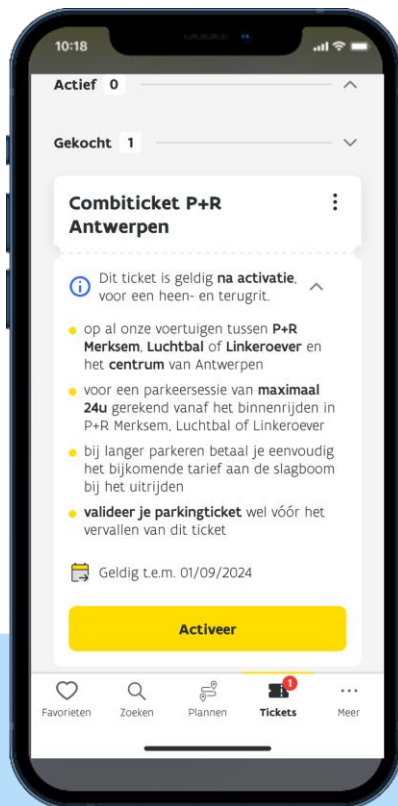 10:18
Actief 0
Gekocht 1
Combiticket P+R
Antwerpen
Dit ticket is geldig na activatie,
voor een heen- en terugrit.
op al onze voertuigen tussen P+R
Merksem, Luchtbal of Linkeroever en
het centrum van Antwerpen
voor een parkeersessie van maximaal
24u gerekend vanaf het binnenrijden in
P+R Merksem, Luchtbal of Linkeroever
bij langer parkeren betaal je eenvoudig
het bijkomende tarief aan de slagboom
bij het uitrijden
valideer je parkingticket wel vóór het
vervallen van dit ticket
Geldig t.e.m. 01/09/2024
Activeer
1
Favorieten Zoeken Plannen Tickets Meer